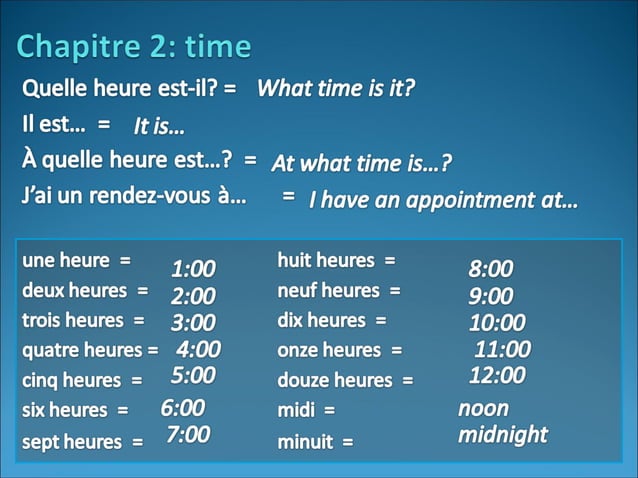 Chapitre 2: time
Quelle heure est-il? = What time is it?
Il est… = It is…
À quelle heure est…? = At what time is…?
J’ai un rendez-vous à… = I have an appointment at…
une heure = 1:00
deux heures = 2:00
trois heures = 3:00
quatre heures = 4:00
cinq heures = 5:00
six heures = 6:00
sept heures = 7:00
huit heures = 8:00
neuf heures = 9:00
dix heures = 10:00
onze heures = 11:00
douze heures = 12:00
midi = noon
minuit = midnight